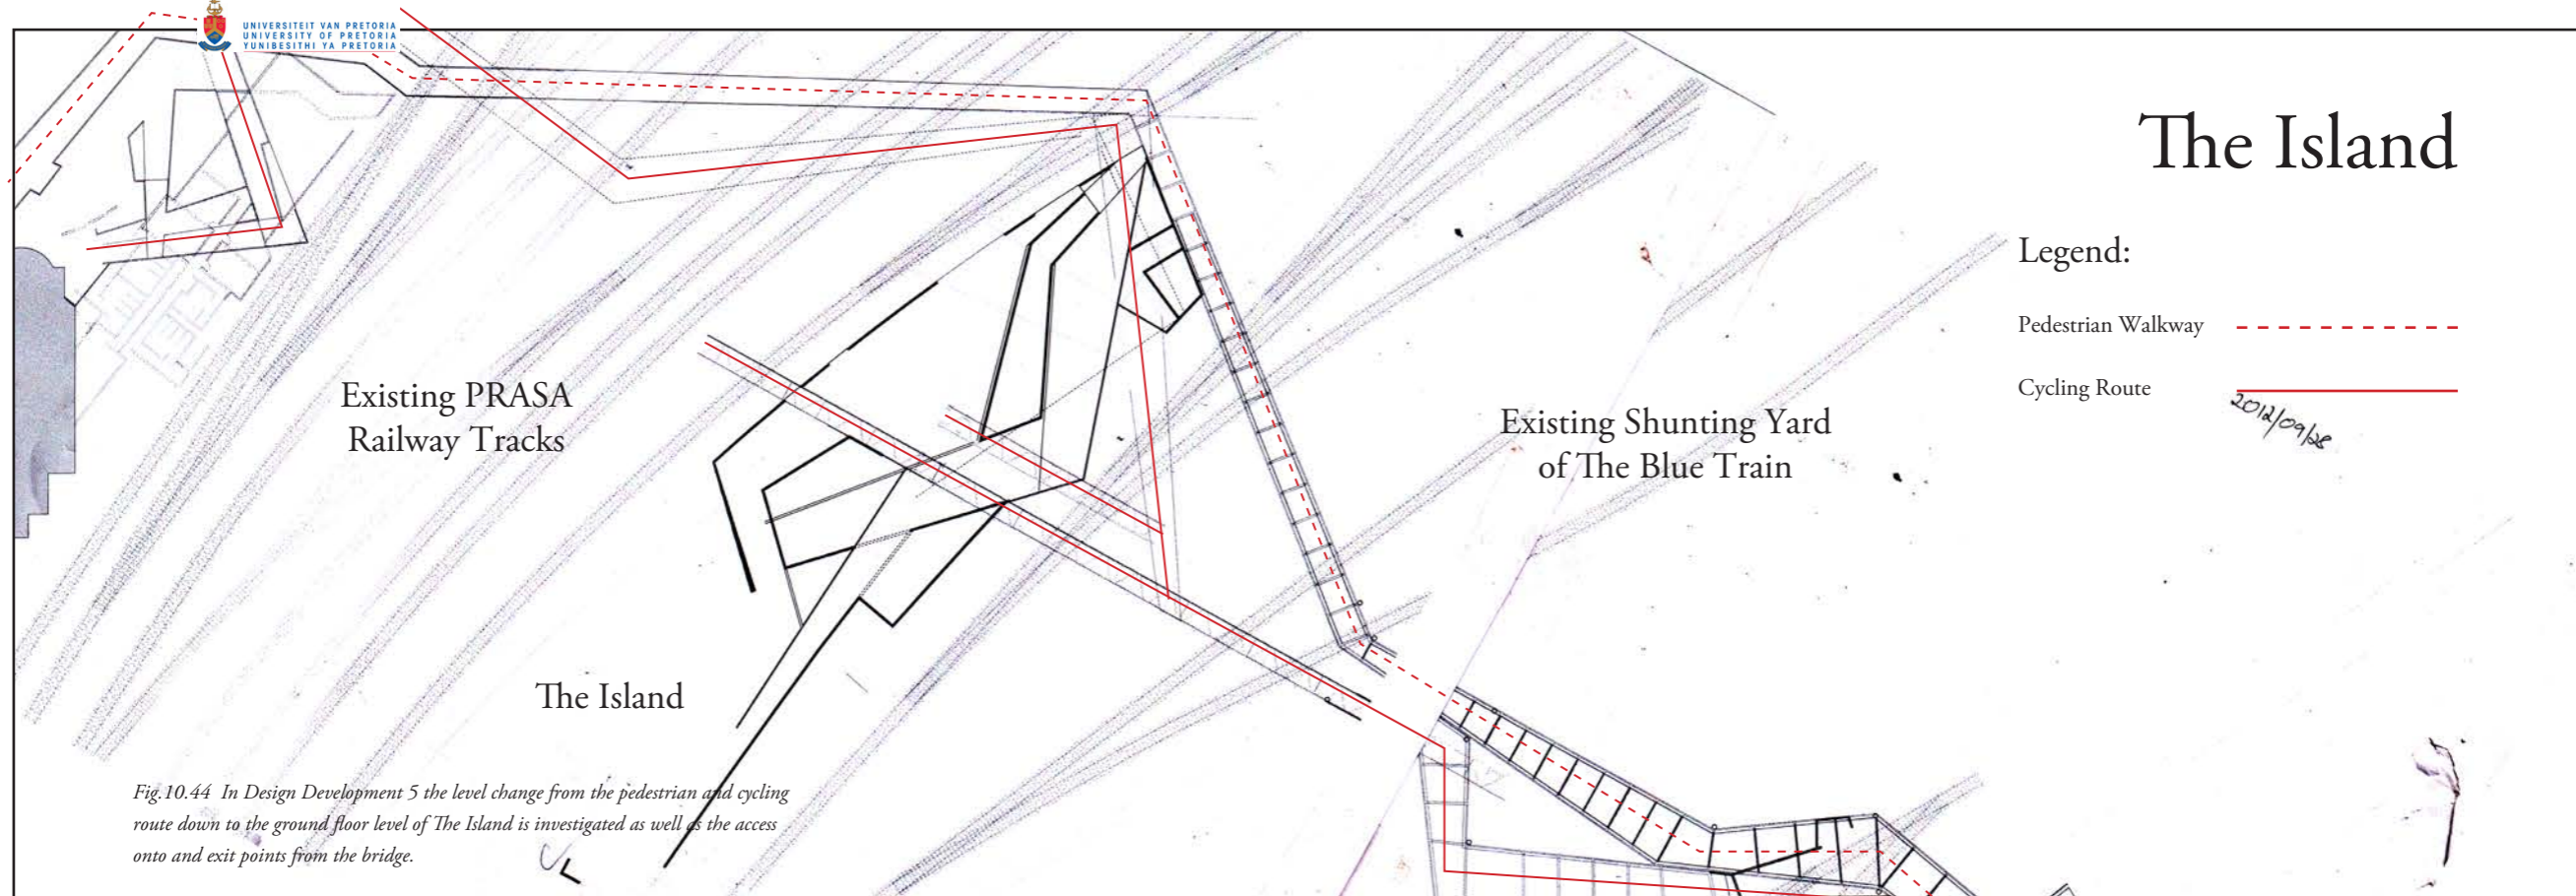 UNIVERSITEIT VAN PRETORIA
UNIVERSITY OF PRETORIA
YUNIBESITHI YA PRETORIA
The Island
Legend:
Pedestrian Walkway
Cycling Route
2012/09/28
Existing PRASA
Railway Tracks
Existing Shunting Yard
of The Blue Train
The Island
Fig.10.44 In Design Development 5 the level change from the pedestrian and cycling
route down to the ground floor level of The Island is investigated as well as the access
onto and exit points from the bridge.